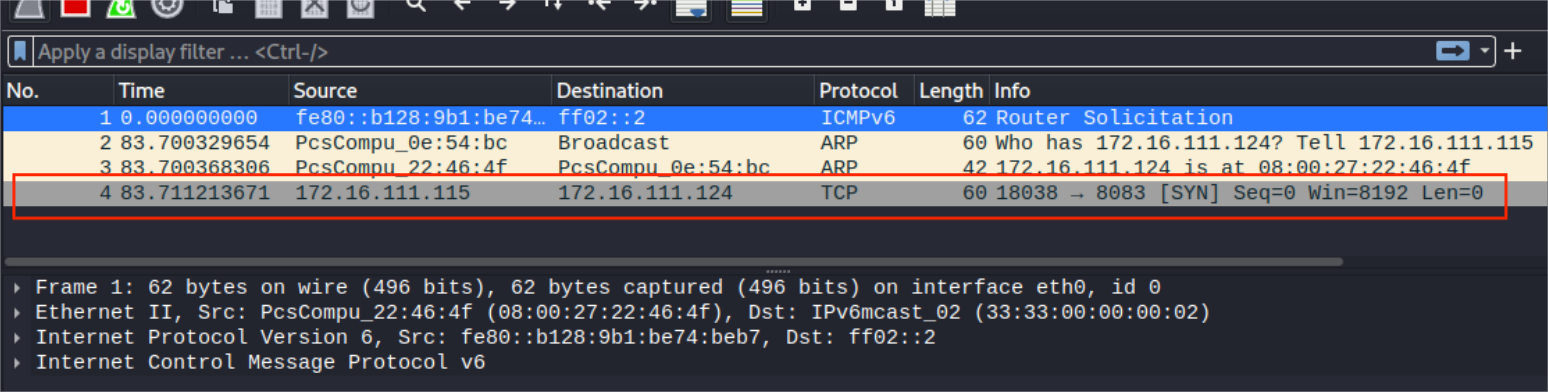 Apply a display filter … <Ctrl-/>
No. Time Source Destination Protocol Length Info
1 0.000000000 fe80::b128:9b1:be74… ff02::2 ICMPv6 62 Router Solicitation
2 83.700329654 PcsCompu_0e:54:bc Broadcast ARP 60 Who has 172.16.111.124? Tell 172.16.111.115
3 83.700368306 PcsCompu_22:46:4f PcsCompu_0e:54:bc ARP 42 172.16.111.124 is at 08:00:27:22:46:4f
4 83.711213671 172.16.111.115 172.16.111.124 TCP 60 18038 → 8083 [SYN] Seq=0 Win=8192 Len=0
Frame 1: 62 bytes on wire (496 bits), 62 bytes captured (496 bits) on interface eth0, id 0
Ethernet II, Src: PcsCompu_22:46:4f (08:00:27:22:46:4f), Dst: IPv6mcast_02 (33:33:00:00:00:02)
Internet Protocol Version 6, Src: fe80::b128:9b1:be74:beb7, Dst: ff02::2
Internet Control Message Protocol v6